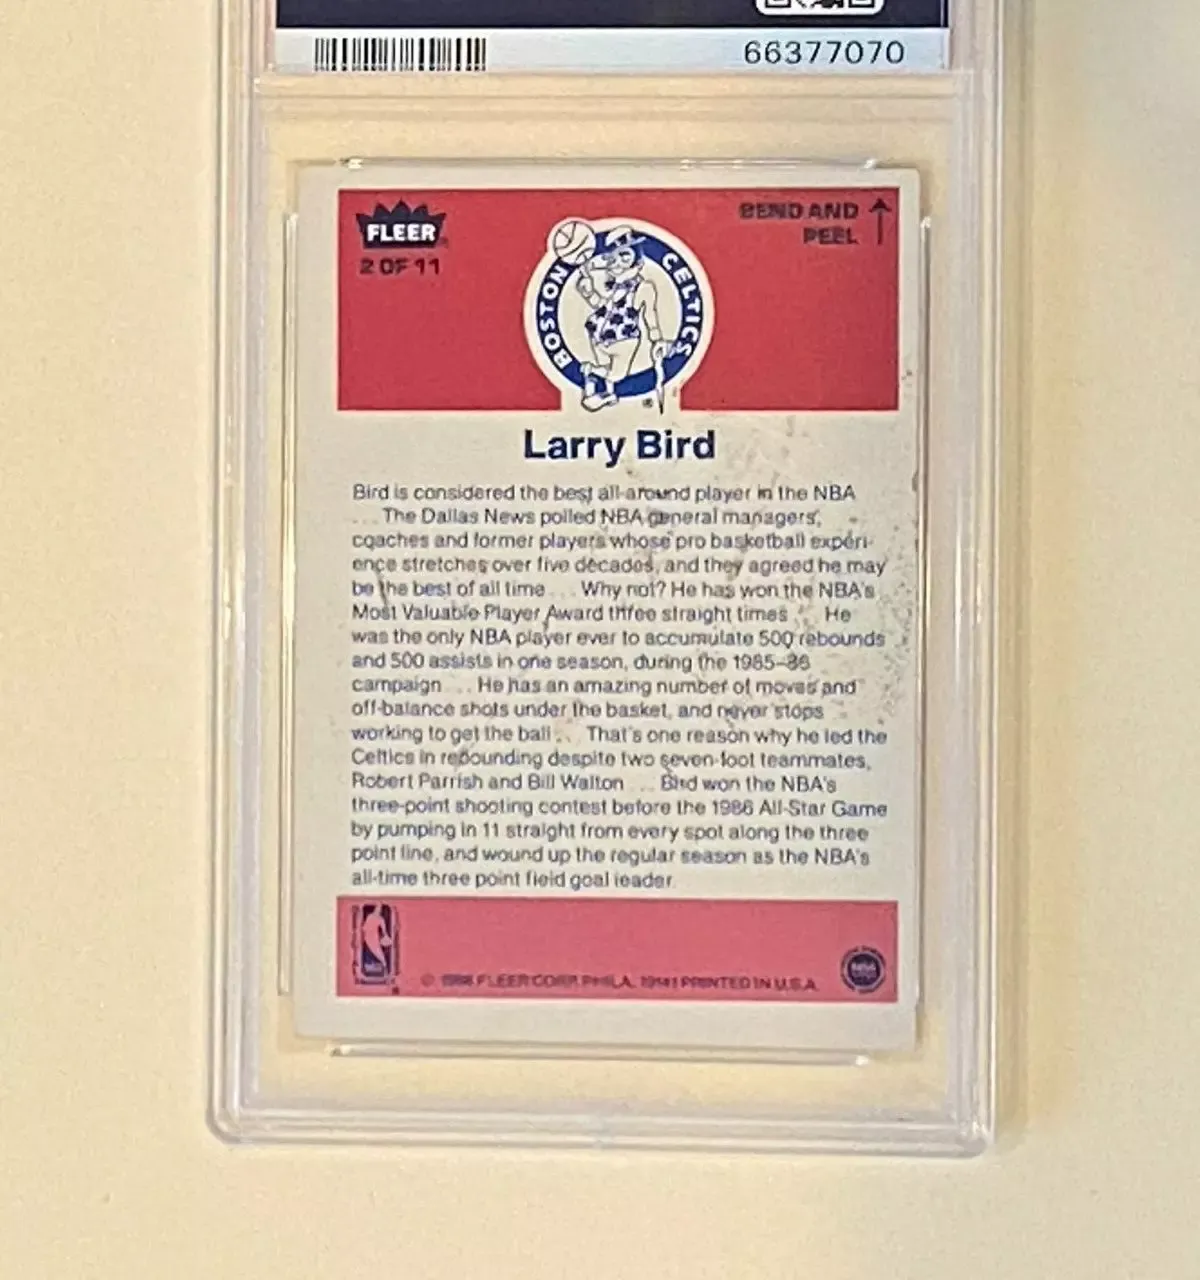 66377070
FLEER
2 OF 11
BEND AND
PEEL
BOSTON CELTICS
Larry Bird
Bird is considered the best all-around player in the NBA
... The Dallas News polled NBA general managers,
coaches and former players whose pro basketball experi-
ence stretches over five decades, and they agreed he may
be the best of all time ... Why not? He has won the NBA's
Most Valuable Player Award three straight times ... He
was the only NBA player ever to accumulate 500 rebounds
and 500 assists in one season, during the 1985–86
campaign ... He has an amazing number of moves and
off-balance shots under the basket, and never stops
working to get the ball ... That's one reason why he led the
Celtics in rebounding despite two seven-foot teammates,
Robert Parrish and Bill Walton ... Bird won the NBA's
three-point shooting contest before the 1986 All-Star Game
by pumping in 11 straight from every spot along the three
point line, and wound up the regular season as the NBA's
all-time three point field goal leader.
© 1986 FLEER CORP. PHILA. 19141 PRINTED IN U.S.A.